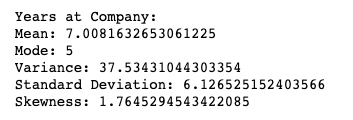 Years at Company:
Mean: 7.0081632653061225
Mode: 5
Variance: 37.53431044303354
Standard Deviation: 6.126525152403566
Skewness: 1.7645294543422085